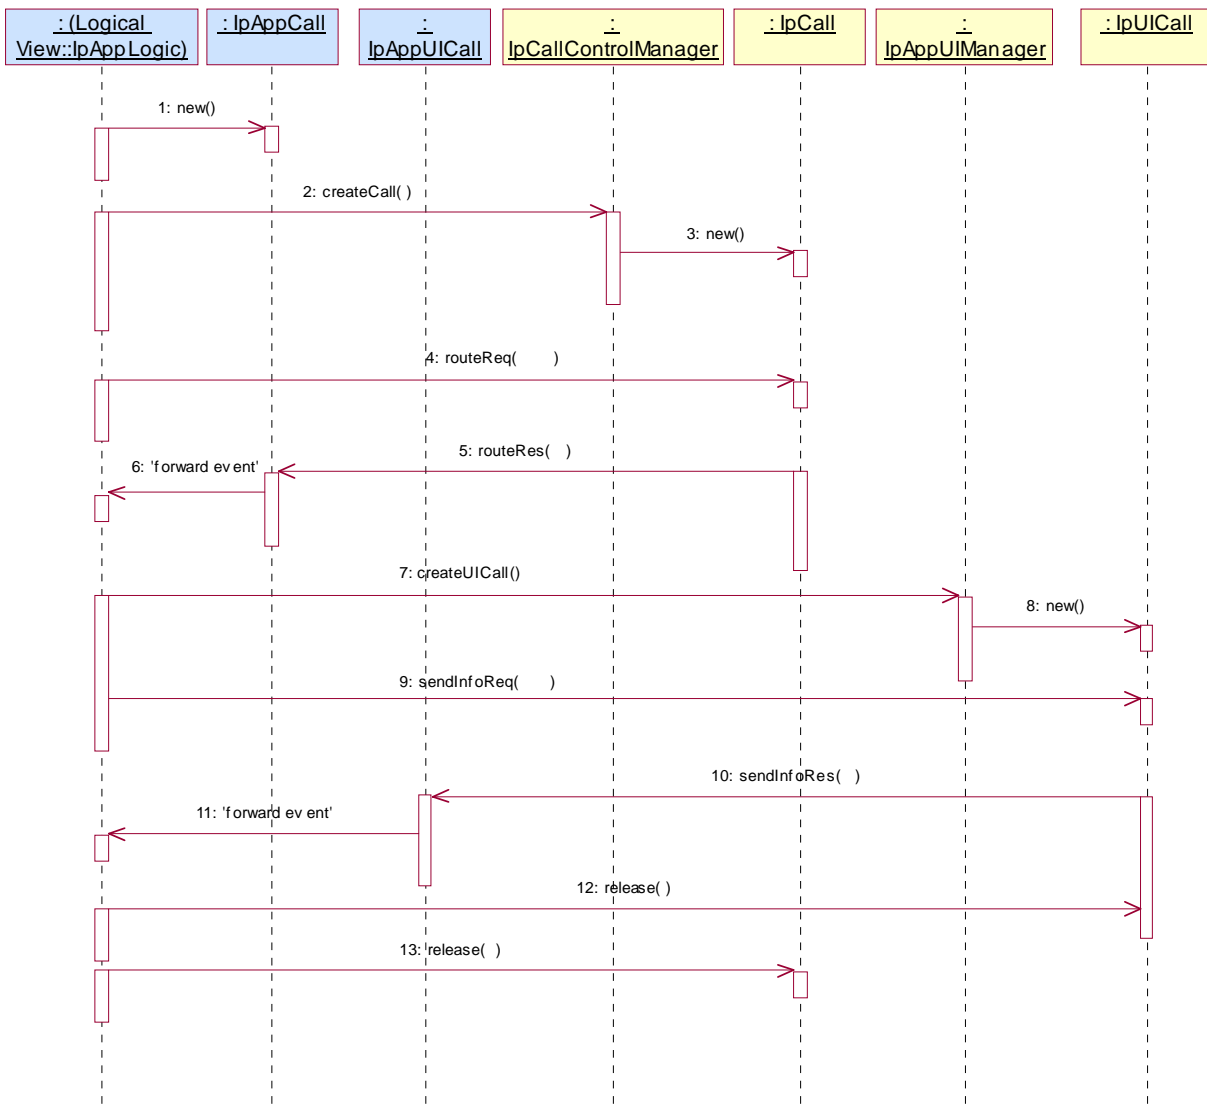 : (Logical
View::IpAppLogic)
: IpAppCall
:
IpAppUICall
:
IpCallControlManager
: IpCall
:
IpAppUIManager
: IpUICall
1: new()
2: createCall( )
3: new()
4: routeReq( )
5: routeRes( )
6: 'forward event'
7: createUICall()
8: new()
9: sendInfoReq( )
10: sendInfoRes( )
11: 'forward event'
12: release( )
13: release( )